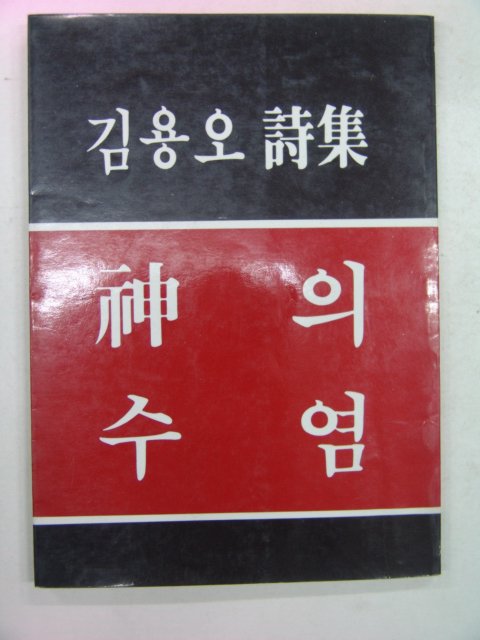 김용오 詩集
神의
수염